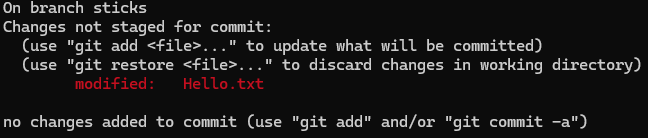 On branch sticks
Changes not staged for commit:
  (use "git add <file>..." to update what will be committed)
  (use "git restore <file>..." to discard changes in working directory)
        modified:   Hello.txt

no changes added to commit (use "git add" and/or "git commit -a")